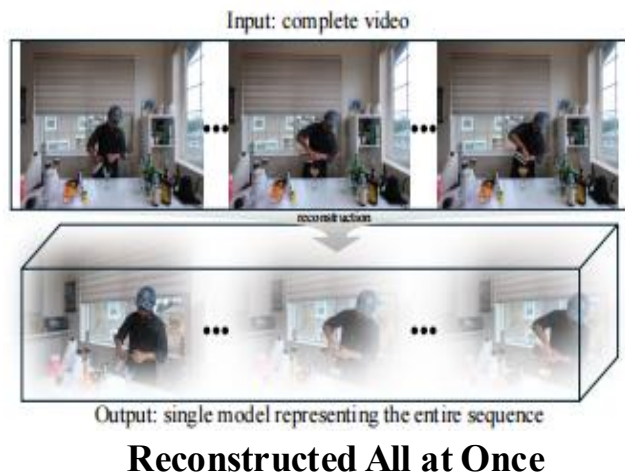 Input: complete video
reconstruction
Output: single model representing the entire sequence
Reconstructed All at Once